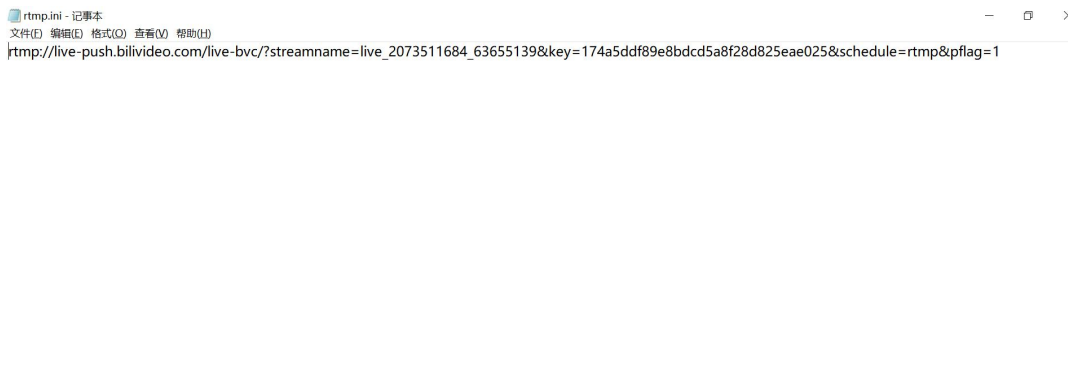 rtmp.ini - 记事本
文件(F) 编辑(E) 格式(O) 查看(V) 帮助(H)
rtmp://live-push.bilivideo.com/live-bvc/?streamname=live_2073511684_63655139&key=174a5ddf89e8bdcd5a8f28d825eae025&schedule=rtmp&pflag=1